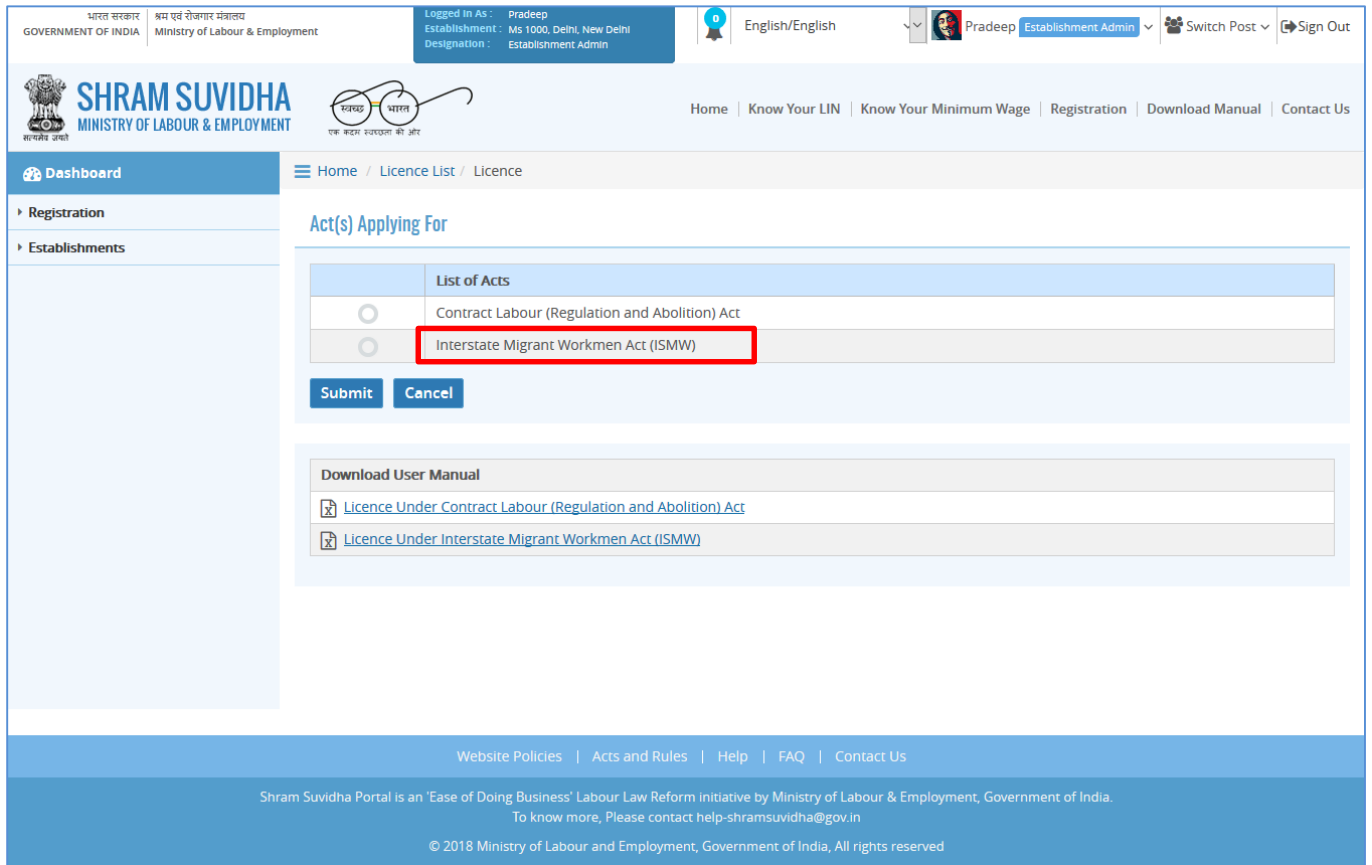 भारत सरकार
GOVERNMENT OF INDIA
श्रम एवं रोजगार मंत्रालय
Ministry of Labour & Employment
Logged In As : Pradeep
Establishment : Ms 1000, Delhi, New Delhi
Designation : Establishment Admin
0
English/English
Pradeep Establishment Admin
Switch Post
Sign Out
सत्यमेव जयते
SHRAM SUVIDHA
MINISTRY OF LABOUR & EMPLOYMENT
स्वच्छ भारत
एक कदम स्वच्छता की ओर
Home | Know Your LIN | Know Your Minimum Wage | Registration | Download Manual | Contact Us
Dashboard
Registration
Establishments
Home / Licence List / Licence
Act(s) Applying For
List of Acts
Contract Labour (Regulation and Abolition) Act
Interstate Migrant Workmen Act (ISMW)
Submit Cancel
Download User Manual
Licence Under Contract Labour (Regulation and Abolition) Act
Licence Under Interstate Migrant Workmen Act (ISMW)
Website Policies | Acts and Rules | Help | FAQ | Contact Us
Shram Suvidha Portal is an 'Ease of Doing Business' Labour Law Reform initiative by Ministry of Labour & Employment, Government of India.
To know more, Please contact help-shramsuvidha@gov.in
© 2018 Ministry of Labour and Employment, Government of India, All rights reserved